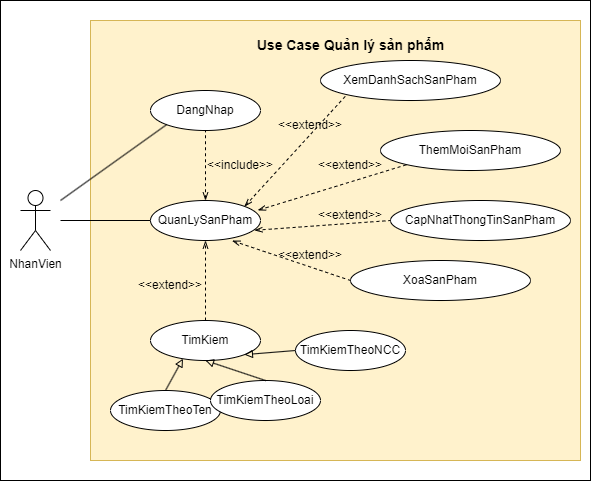 Use Case Quản lý sản phẩm
XemDanhSachSanPham
DangNhap
<<extend>>
ThemMoiSanPham
<<include>>
<<extend>>
QuanLySanPham
<<extend>>
CapNhatThongTinSanPham
NhanVien
<<extend>>
XoaSanPham
<<extend>>
TimKiem
TimKiemTheoNCC
TimKiemTheoLoai
TimKiemTheoTen